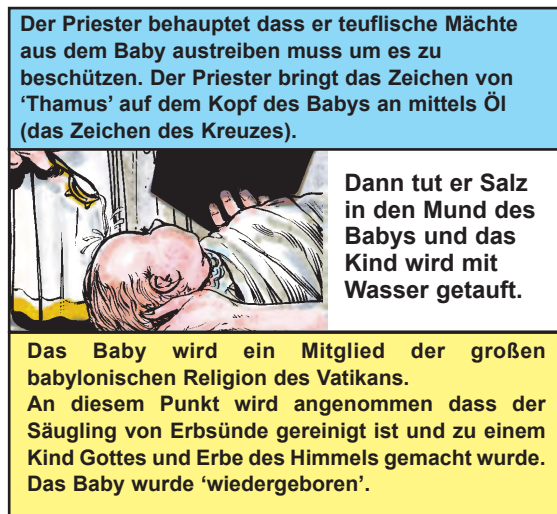 Der Priester behauptet dass er teuflische Mächte
aus dem Baby austreiben muss um es zu
beschützen. Der Priester bringt das Zeichen von
‘Thamus’ auf dem Kopf des Babys an mittels Öl
(das Zeichen des Kreuzes).
Dann tut er Salz
in den Mund des
Babys und das
Kind wird mit
Wasser getauft.
Das Baby wird ein Mitglied der großen
babylonischen Religion des Vatikans.
An diesem Punkt wird angenommen dass der
Säugling von Erbsünde gereinigt ist und zu einem
Kind Gottes und Erbe des Himmels gemacht wurde.
Das Baby wurde ‘wiedergeboren’.